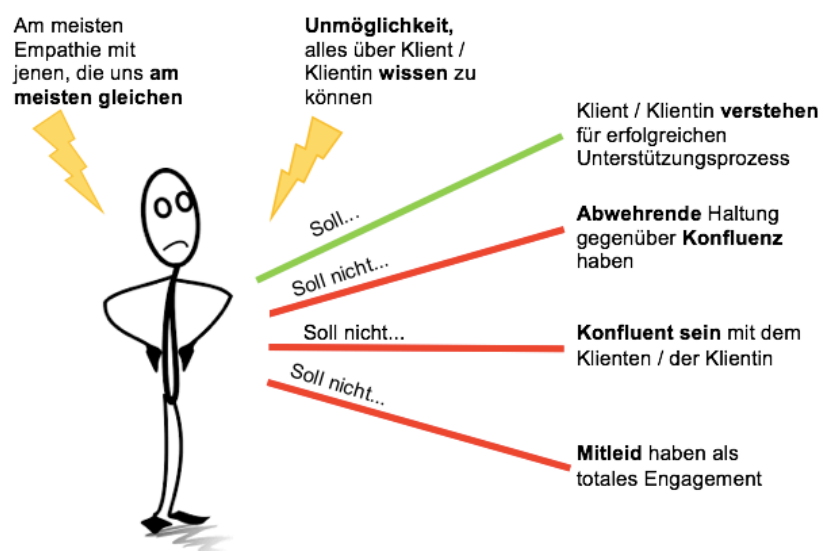 Am meisten
Empathie mit
jenen, die uns am
meisten gleichen
Unmöglichkeit,
alles über Klient /
Klientin wissen zu
können
Soll...
Klient / Klientin verstehen
für erfolgreichen
Unterstützungsprozess
Soll nicht...
Abwehrende Haltung
gegenüber Konfluenz
haben
Soll nicht...
Konfluent sein mit dem
Klienten / der Klientin
Soll nicht...
Mitleid haben als
totales Engagement